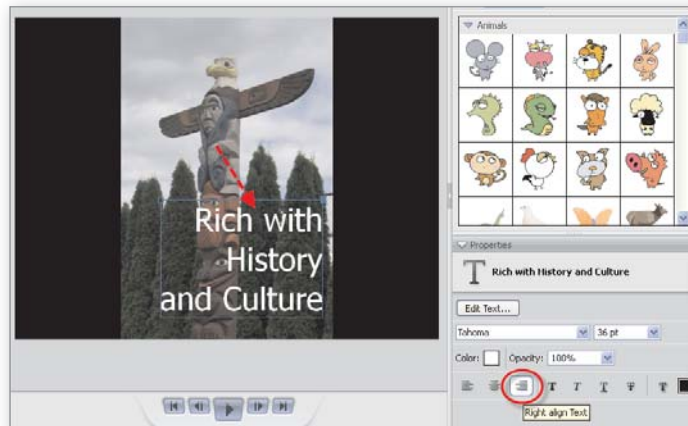 Animals
Rich with
History
and Culture
Properties
T Rich with History and Culture
Edit Text...
Tahoma 36 pt
Color: Opacity: 100%
T T T T T
Right align Text